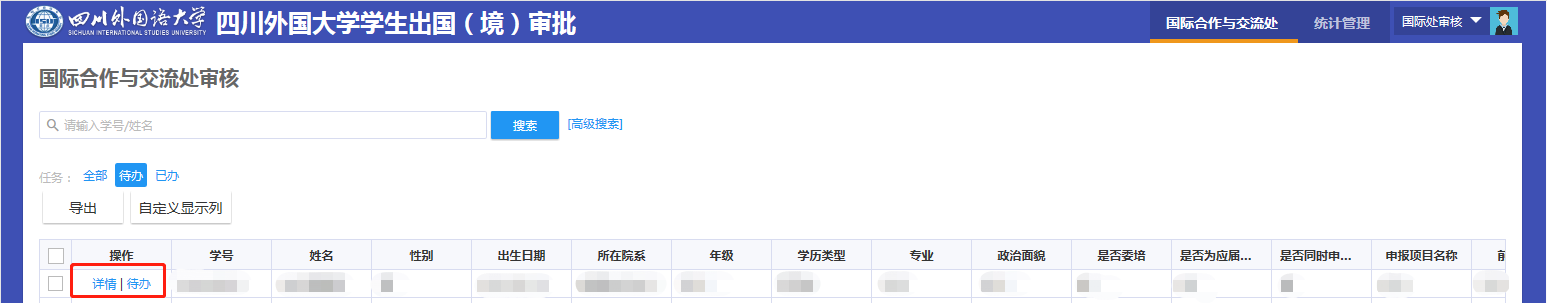 四川外国语大学
SICHUAN INTERNATIONAL STUDIES UNIVERSITY
四川外国大学学生出国（境）审批
国际合作与交流处 统计管理 国际处审核
国际合作与交流处审核
请输入学号/姓名 搜索 [高级搜索]
任务： 全部 待办 已办
导出 自定义显示列
操作 学号 姓名 性别 出生日期 所在院系 年级 学历类型 专业 政治面貌 是否委培 是否为应届... 是否同时申... 申报项目名称
详情 | 待办